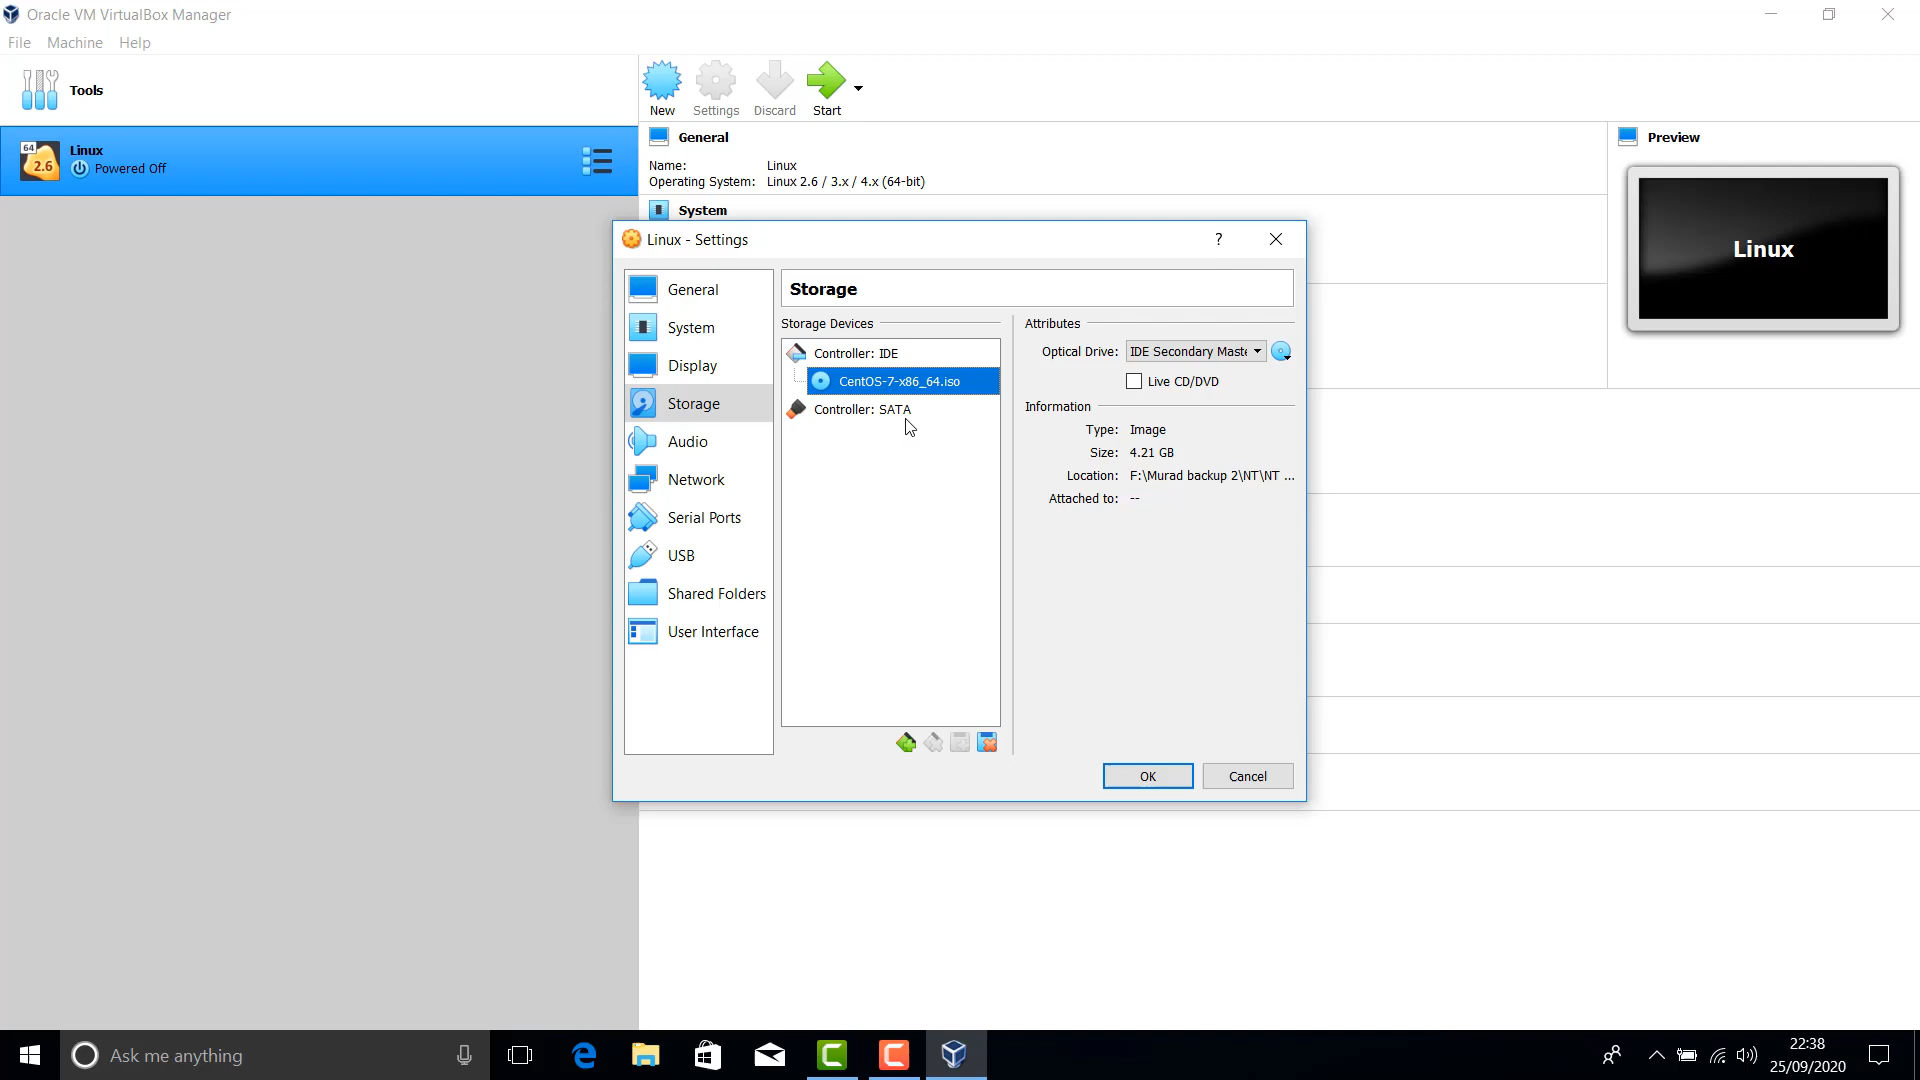 Oracle VM VirtualBox Manager
File Machine Help
Tools
New Settings Discard Start
64
2.6
Linux
Powered Off
General
Name: Linux
Operating System: Linux 2.6 / 3.x / 4.x (64-bit)
System
Preview
Linux
Linux - Settings
?
General
System
Display
Storage
Audio
Network
Serial Ports
USB
Shared Folders
User Interface
Storage
Storage Devices
Controller: IDE
CentOS-7-x86_64.iso
Controller: SATA
Attributes
Optical Drive: IDE Secondary Maste
Live CD/DVD
Information
Type: Image
Size: 4.21 GB
Location: F:\Murad backup 2\NT\NT ...
Attached to: --
OK Cancel
Ask me anything
22:38
25/09/2020